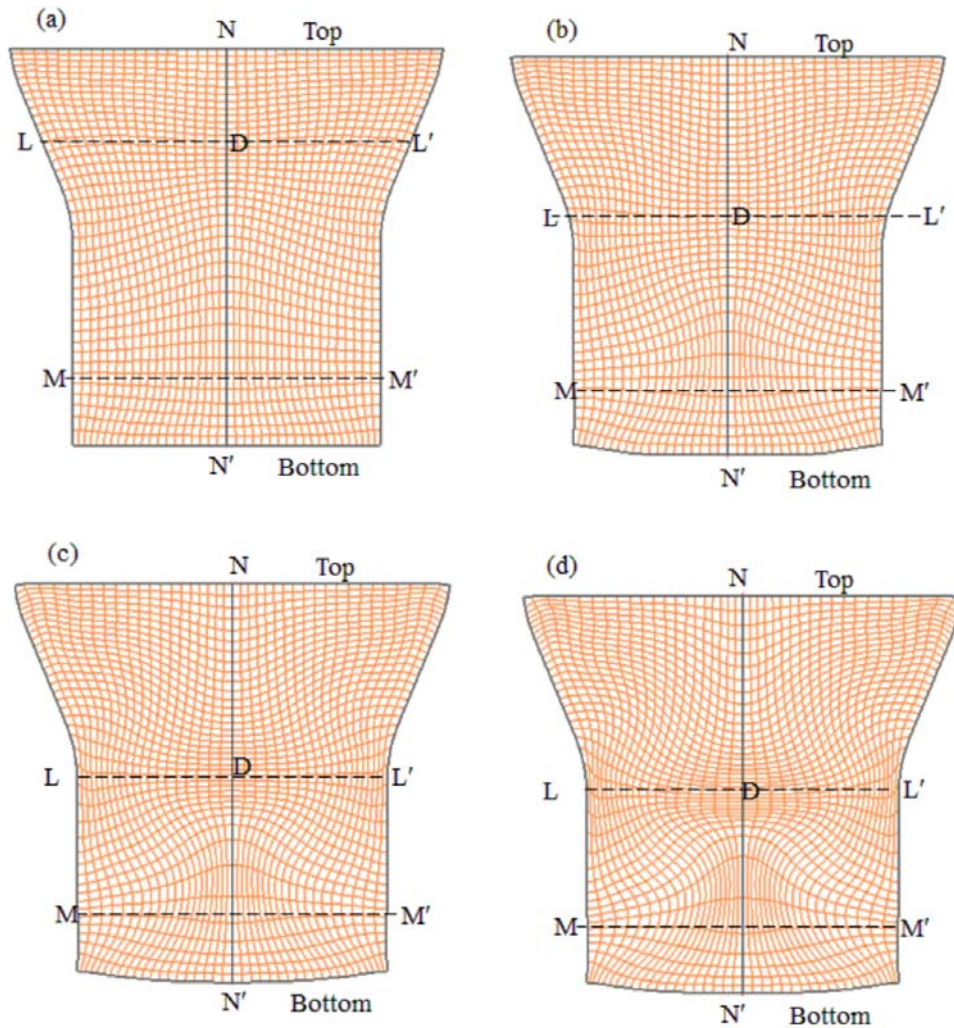 (a)
N Top
L D L′
M M′
N′ Bottom
(b)
N Top
L D L′
M M′
N′ Bottom
(c)
N Top
L D L′
M M′
N′ Bottom
(d)
N Top
L D L′
M M′
N′ Bottom